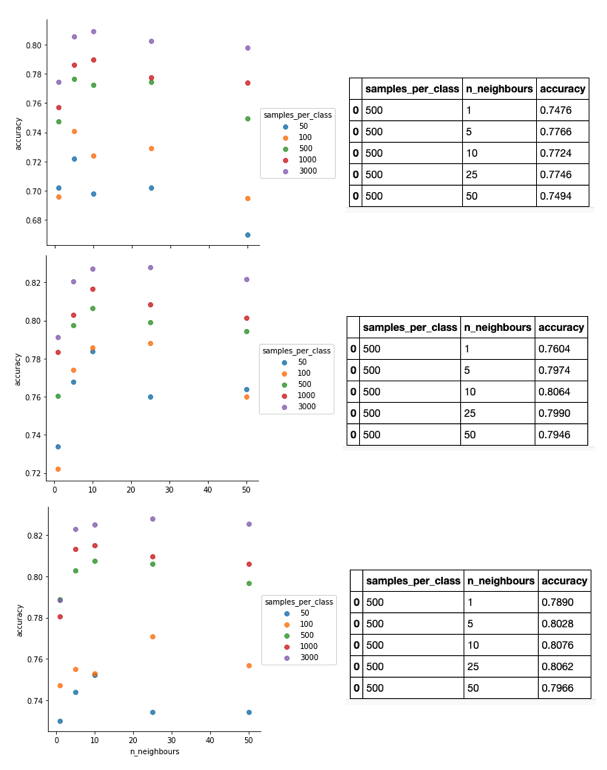 0.80
0.78
0.76
0.74
0.72
0.70
0.68
accuracy
samples_per_class
50
100
500
1000
3000
samples_per_class n_neighbours accuracy
0 500 1 0.7476
0 500 5 0.7766
0 500 10 0.7724
0 500 25 0.7746
0 500 50 0.7494
0.82
0.80
0.78
0.76
0.74
0.72
accuracy
0 10 20 30 40 50
samples_per_class
50
100
500
1000
3000
samples_per_class n_neighbours accuracy
0 500 1 0.7604
0 500 5 0.7974
0 500 10 0.8064
0 500 25 0.7990
0 500 50 0.7946
0.82
0.80
0.78
0.76
0.74
accuracy
0 10 20 30 40 50
n_neighbours
samples_per_class
50
100
500
1000
3000
samples_per_class n_neighbours accuracy
0 500 1 0.7890
0 500 5 0.8028
0 500 10 0.8076
0 500 25 0.8062
0 500 50 0.7966